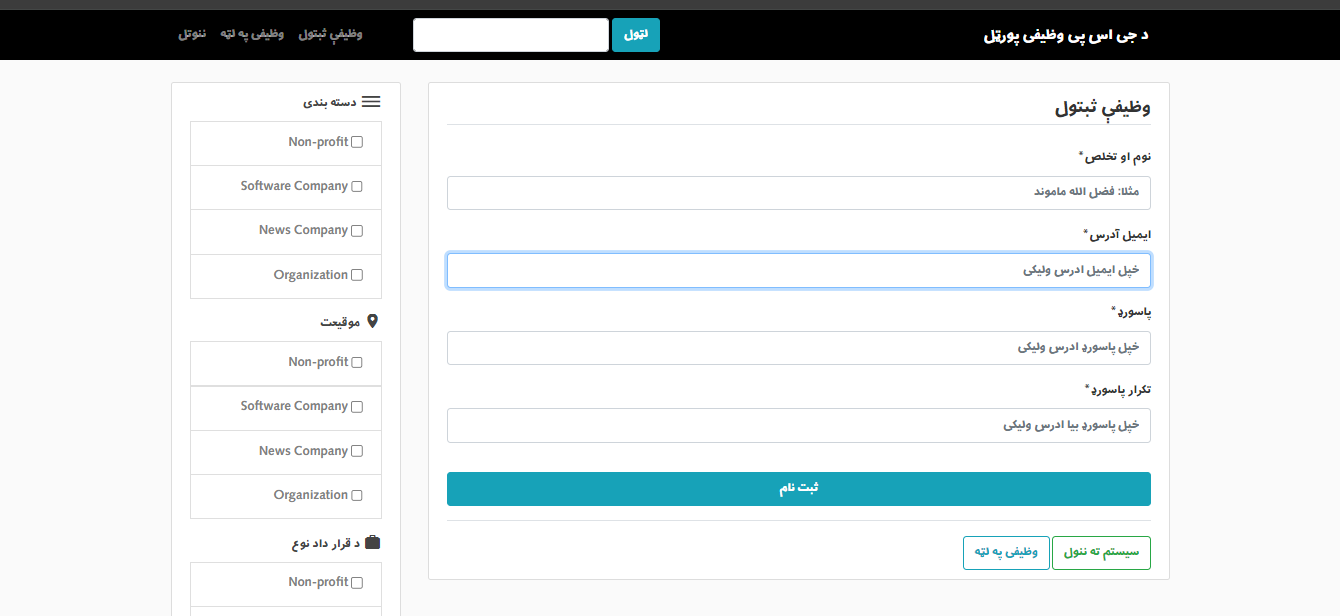 د جی اس پی وظیفی پورټل
لټول
وظیفې ثبتول
وظیفی په لټه
ننوتل
وظیفې ثبتول
نوم او تخلص *
مثلا: فضل الله ماموند
ایمیل آدرس *
خپل ایمیل ادرس ولیکی
پاسورډ *
خپل پاسورډ ادرس ولیکی
تکرار پاسورډ *
خپل پاسورډ بیا ادرس ولیکی
ثبت نام
سیستم ته ننول
وظیفی په لټه
دسته بندی
Non-profit
Software Company
News Company
Organization
موقیعت
Non-profit
Software Company
News Company
Organization
د قرار داد نوع
Non-profit